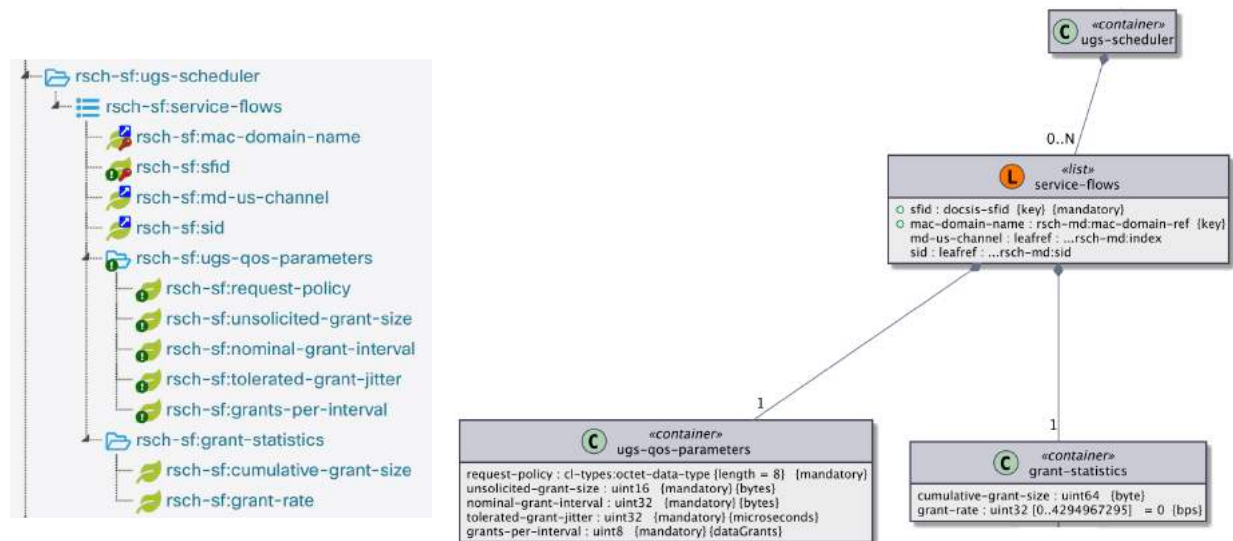 rsch-sf:ugs-scheduler
rsch-sf:service-flows
rsch-sf:mac-domain-name
rsch-sf:sfid
rsch-sf:md-us-channel
rsch-sf:sid
rsch-sf:ugs-qos-parameters
rsch-sf:request-policy
rsch-sf:unsolicited-grant-size
rsch-sf:nominal-grant-interval
rsch-sf:tolerated-grant-jitter
rsch-sf:grants-per-interval
rsch-sf:grant-statistics
rsch-sf:cumulative-grant-size
rsch-sf:grant-rate
C «container»
ugs-scheduler
0..N
L «list»
service-flows
sfid : docsis-sfid {key} {mandatory}
mac-domain-name : rsch-md:mac-domain-ref {key}
md-us-channel : leafref : ...rsch-md:index
sid : leafref : ...rsch-md:sid
1
C «container»
ugs-qos-parameters
request-policy : cl-types:octet-data-type {length = 8} {mandatory}
unsolicited-grant-size : uint16 {mandatory} {bytes}
nominal-grant-interval : uint32 {mandatory} {bytes}
tolerated-grant-jitter : uint32 {mandatory} {microseconds}
grants-per-interval : uint8 {mandatory} {dataGrants}
1
C «container»
grant-statistics
cumulative-grant-size : uint64 {byte}
grant-rate : uint32 [0..4294967295] = 0 {bps}